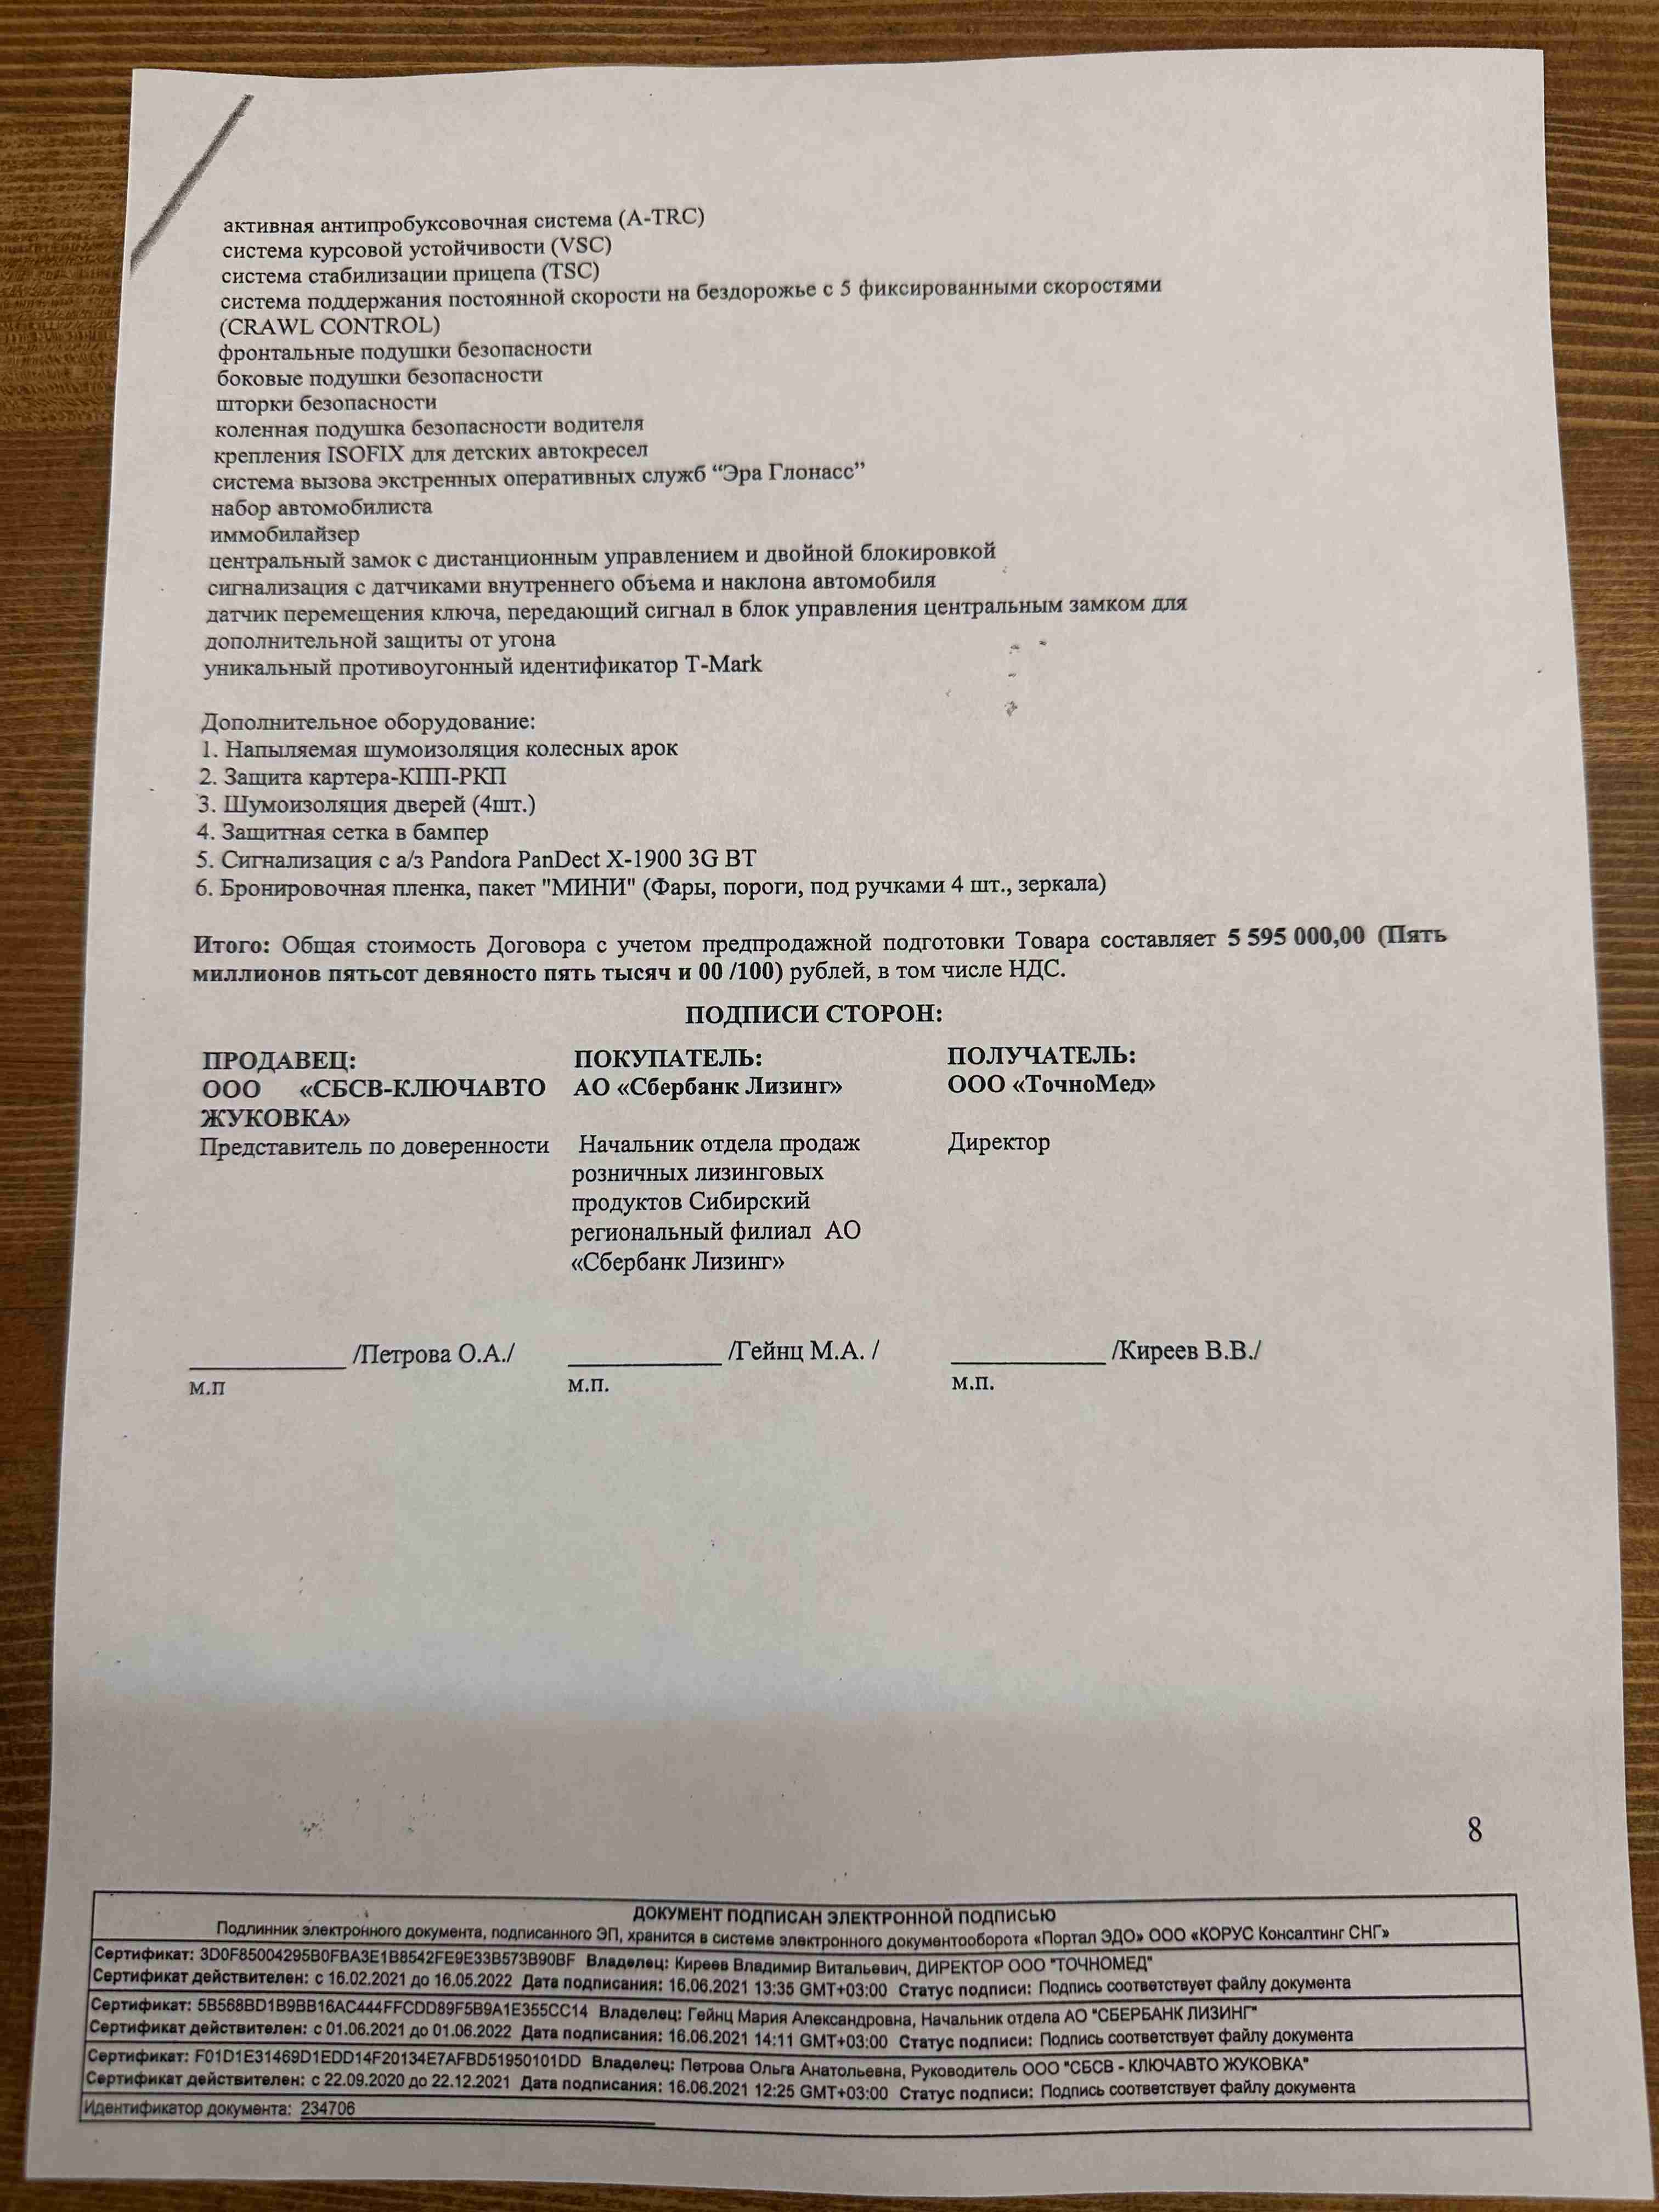 активная антипробуксовочная система (A-TRC)
система курсовой устойчивости (VSC)
система стабилизации прицепа (TSC)
система поддержания постоянной скорости на бездорожье с 5 фиксированными скоростями
(CRAWL CONTROL)
фронтальные подушки безопасности
боковые подушки безопасности
шторки безопасности
коленная подушка безопасности водителя
крепления ISOFIX для детских автокресел
система вызова экстренных оперативных служб “Эра Глонасс”
набор автомобилиста
иммобилайзер
центральный замок с дистанционным управлением и двойной блокировкой
сигнализация с датчиками внутреннего объема и наклона автомобиля
датчик перемещения ключа, передающий сигнал в блок управления центральным замком для
дополнительной защиты от угона
уникальный противоугонный идентификатор T-Mark
Дополнительное оборудование:
1. Напыляемая шумоизоляция колесных арок
2. Защита картера-КПП-РКП
3. Шумоизоляция дверей (4шт.)
4. Защитная сетка в бампер
5. Сигнализация с а/з Pandora PanDect X-1900 3G BT
6. Бронировочная пленка, пакет "МИНИ" (Фары, пороги, под ручками 4 шт., зеркала)
Итого: Общая стоимость Договора с учетом предпродажной подготовки Товара составляет 5 595 000,00 (Пять
миллионов пятьсот девяносто пять тысяч и 00 /100) рублей, в том числе НДС.
ПОДПИСИ СТОРОН:
ПРОДАВЕЦ:
ООО «СБСВ-КЛЮЧАВТО
ЖУКОВКА»
Представитель по доверенности
ПОКУПАТЕЛЬ:
АО «Сбербанк Лизинг»
Начальник отдела продаж
розничных лизинговых
продуктов Сибирский
региональный филиал АО
«Сбербанк Лизинг»
ПОЛУЧАТЕЛЬ:
ООО «ТочноМед»
Директор
____________ /Петрова О.А./
м.п
____________ /Гейнц М.А. /
м.п.
____________ /Киреев В.В./
м.п.
8
ДОКУМЕНТ ПОДПИСАН ЭЛЕКТРОННОЙ ПОДПИСЬЮ
Подлинник электронного документа, подписанного ЭП, хранится в системе электронного документооборота «Портал ЭДО» ООО «КОРУС Консалтинг СНГ»
Сертификат: 3D0F85004295B0FBA3E1B8542FE9E33B573B90BF Владелец: Киреев Владимир Витальевич, ДИРЕКТОР ООО "ТОЧНОМЕД"
Сертификат действителен: с 16.02.2021 до 16.05.2022 Дата подписания: 16.06.2021 13:35 GMT+03:00 Статус подписи: Подпись соответствует файлу документа
Сертификат: 5B568BD1B9BB16AC444FFCDD89F5B9A1E355CC14 Владелец: Гейнц Мария Александровна, Начальник отдела АО "СБЕРБАНК ЛИЗИНГ"
Сертификат действителен: с 01.06.2021 до 01.06.2022 Дата подписания: 16.06.2021 14:11 GMT+03:00 Статус подписи: Подпись соответствует файлу документа
Сертификат: F01D1E31469D1EDD14F20134E7AFBD51950101DD Владелец: Петрова Ольга Анатольевна, Руководитель ООО "СБСВ - КЛЮЧАВТО ЖУКОВКА"
Сертификат действителен: с 22.09.2020 до 22.12.2021 Дата подписания: 16.06.2021 12:25 GMT+03:00 Статус подписи: Подпись соответствует файлу документа
Идентификатор документа: 234706